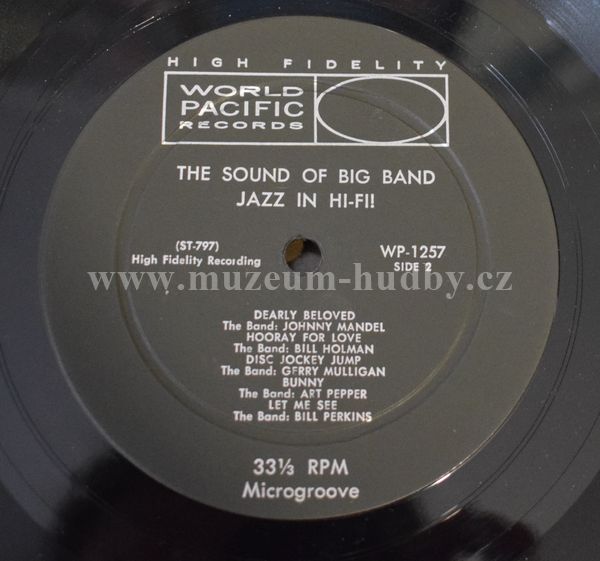 HIGH FIDELITY
WORLD
PACIFIC
RECORDS
THE SOUND OF BIG BAND
JAZZ IN HI-FI!
(ST-797)
High Fidelity Recording
WP-1257
SIDE 2
www.muzeum-hudby.cz
DEARLY BELOVED
The Band: JOHNNY MANDEL
HOORAY FOR LOVE
The Band: BILL HOLMAN
DISC JOCKEY JUMP
The Band: GERRY MULLIGAN
BUNNY
The Band: ART PEPPER
LET ME SEE
The Band: BILL PERKINS
33⅓ RPM
Microgroove